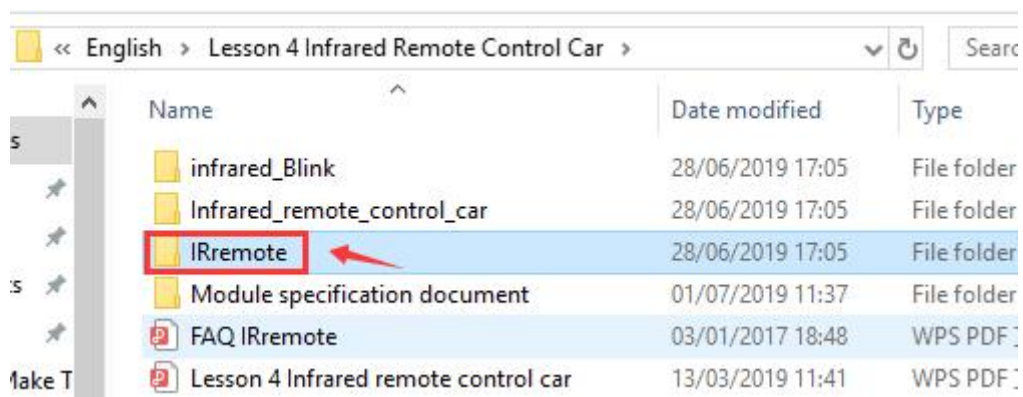 « English > Lesson 4 Infrared Remote Control Car > Searc
Name Date modified Type
s
infrared_Blink 28/06/2019 17:05 File folder
Infrared_remote_control_car 28/06/2019 17:05 File folder
IRremote 28/06/2019 17:05 File folder
:s Module specification document 01/07/2019 11:37 File folder
FAQ IRremote 03/01/2017 18:48 WPS PDF
Make T Lesson 4 Infrared remote control car 13/03/2019 11:41 WPS PDF